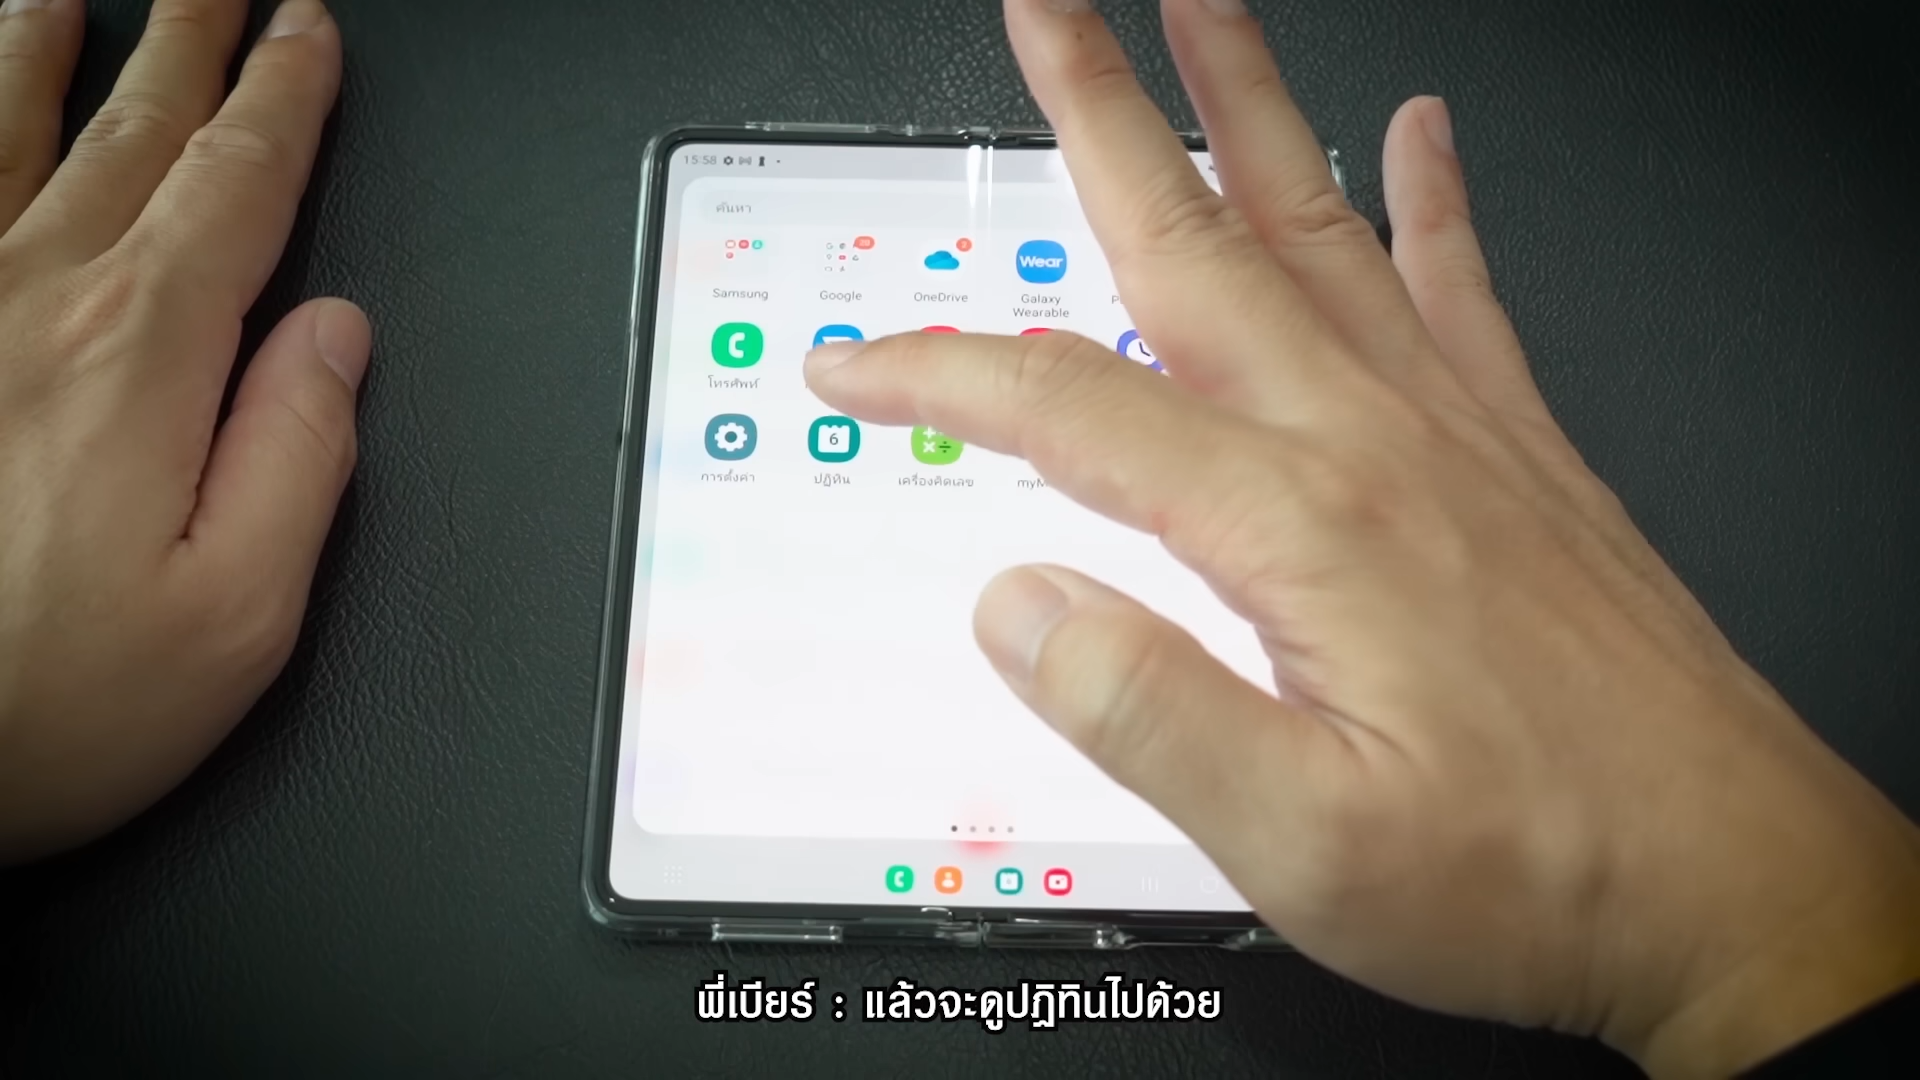 15:58
ค้นหา
Samsung
Google
OneDrive
Wear
Galaxy
Wearable
โทรศัพท์
6
การตั้งค่า
ปฏิทิน
เครื่องคิดเลข
พี่เบียร์ : แล้วจะดูปฏิทินไปด้วย